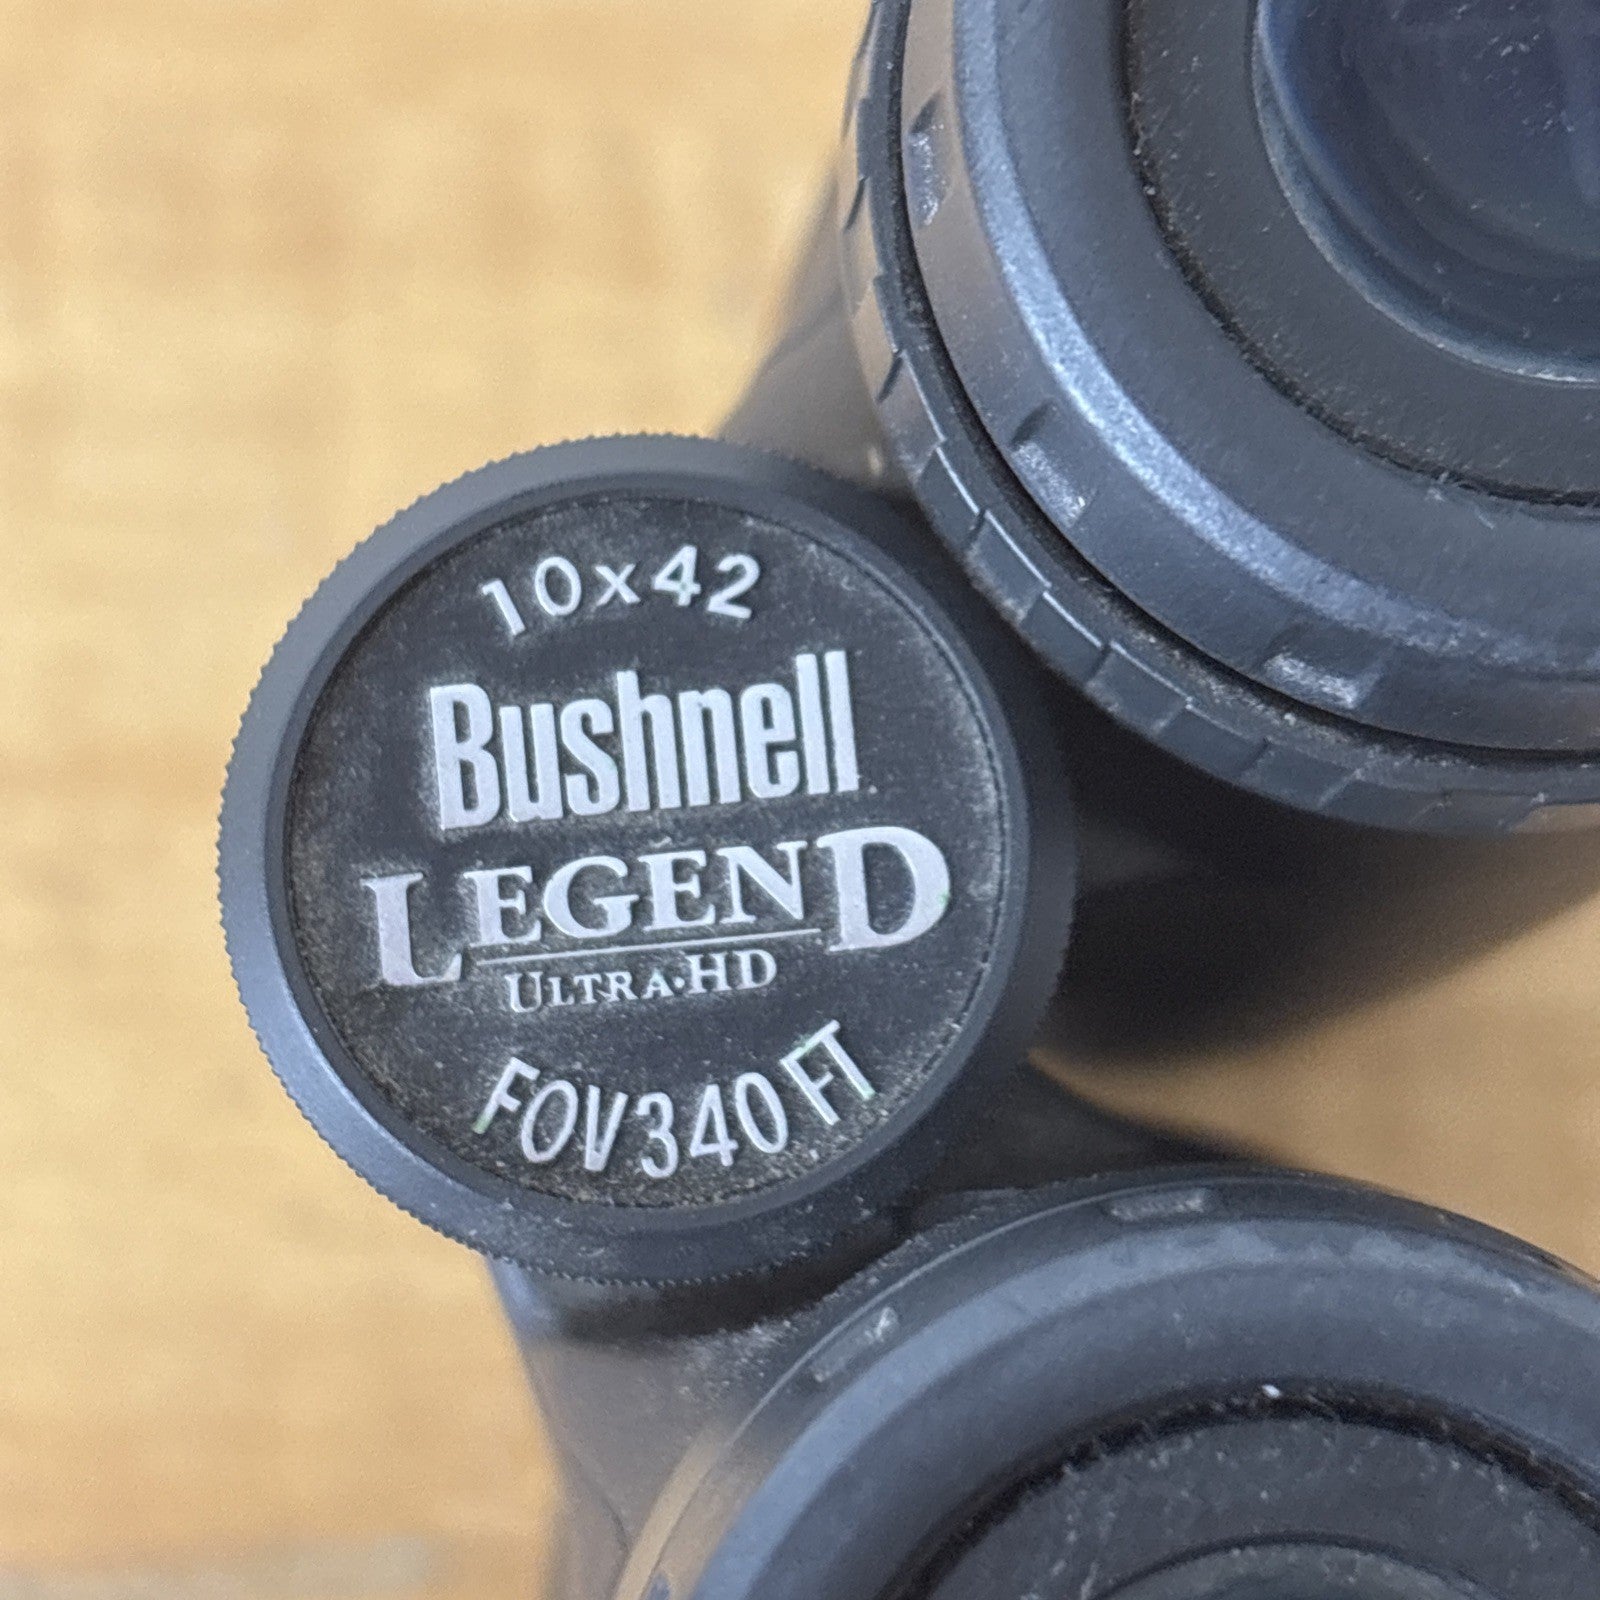 10x42
Bushnell
LEGEND
ULTRA·HD
FOV 340 FT